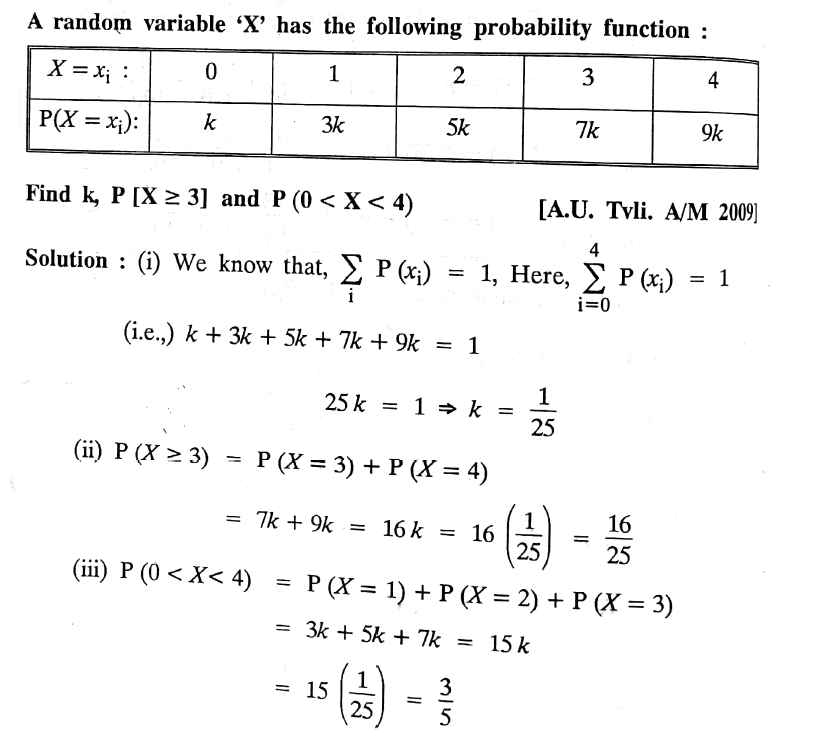 A random variable ‘X’ has the following probability function :
X = xᵢ : 0 1 2 3 4
P(X = xᵢ): k 3k 5k 7k 9k
Find k, P [X ≥ 3] and P (0 < X < 4) [A.U. Tvli. A/M 2009]
Solution : (i) We know that, ∑ᵢ P (xᵢ) = 1, Here, ∑_{i=0}^{4} P (xᵢ) = 1
(i.e.,) k + 3k + 5k + 7k + 9k = 1
25 k = 1 ⇒ k = 1/25
(ii) P (X ≥ 3) = P (X = 3) + P (X = 4)
= 7k + 9k = 16 k = 16 (1/25) = 16/25
(iii) P (0 < X < 4) = P (X = 1) + P (X = 2) + P (X = 3)
= 3k + 5k + 7k = 15 k
= 15 (1/25) = 3/5